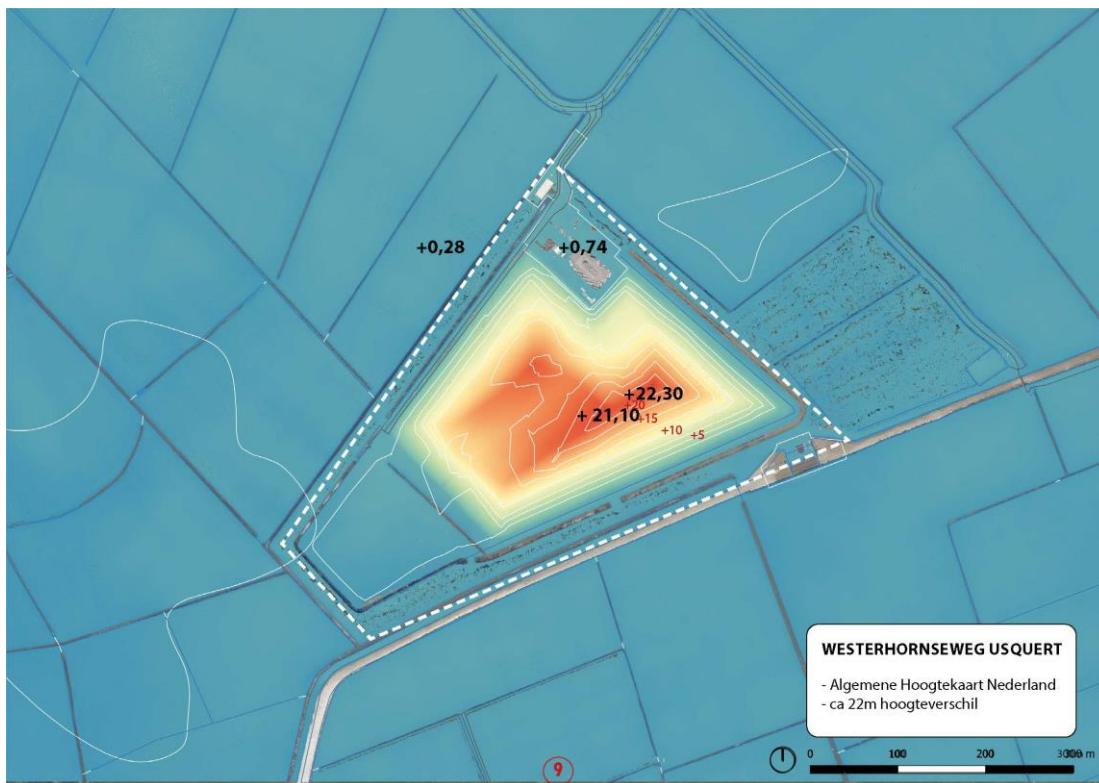 +0,28
+0,74
+22,30
+20
+ 21,10
+15
+10
+5
WESTERHORNSEWEG USQUERT
- Algemene Hoogtekaart Nederland
- ca 22m hoogteverschil
0 100 200 m
9